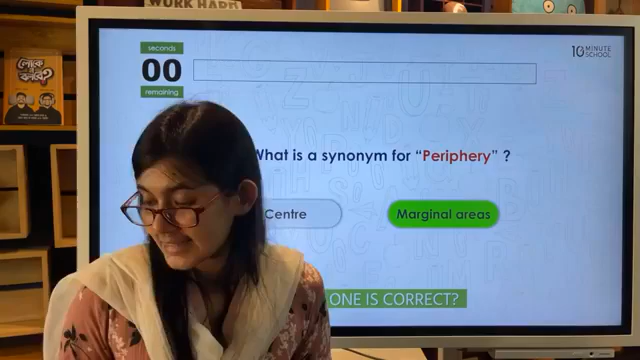 WORK HARD
seconds
00
remaining
10 MINUTE
SCHOOL
লোকে
কী
বলবে?
What is a synonym for “Periphery” ?
Centre
Marginal areas
ONE IS CORRECT?